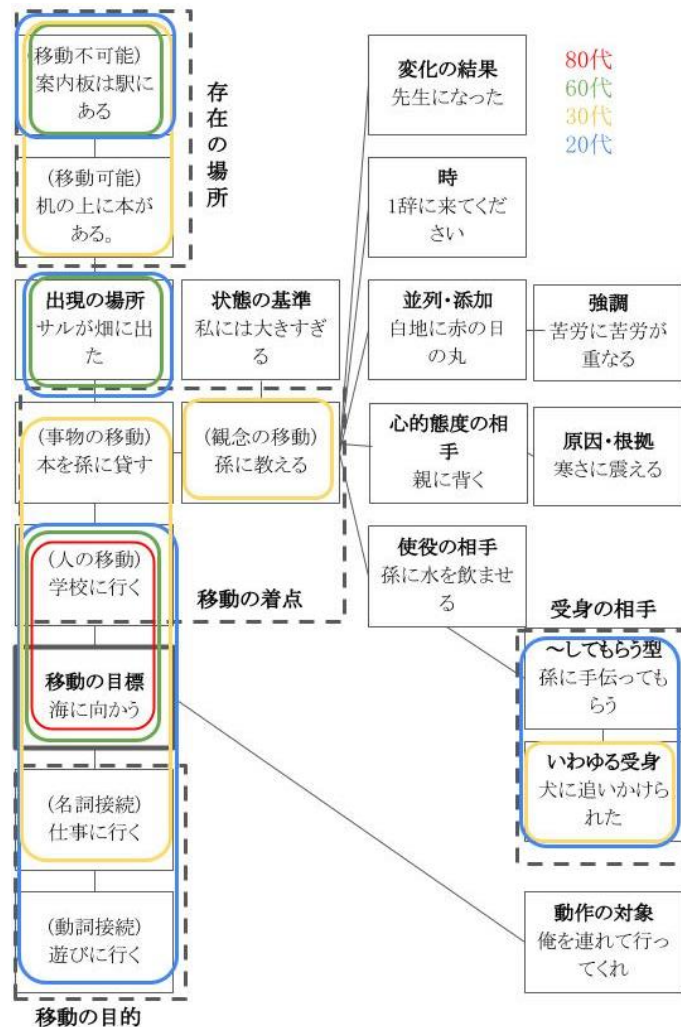 (移動不可能)
案内板は駅に
ある
(移動可能)
机の上に本が
ある。
存在の場所
出現の場所
サルが畑に出
た
状態の基準
私には大きすぎ
る
(事物の移動)
本を孫に貸す
(観念の移動)
孫に教える
(人の移動)
学校に行く
移動の着点
移動の目標
海に向かう
(名詞接続)
仕事に行く
(動詞接続)
遊びに行く
移動の目的
変化の結果
先生になった
時
1辞に来てくだ
さい
並列・添加
白地に赤の日
の丸
強調
苦労に苦労が
重なる
心的態度の相
手
親に背く
原因・根拠
寒さに震える
使役の相手
孫に水を飲ませ
る
受身の相手
～してもらう型
孫に手伝っても
らう
いわゆる受身
犬に追いかけら
れた
動作の対象
俺を連れて行っ
てくれ
80代
60代
30代
20代